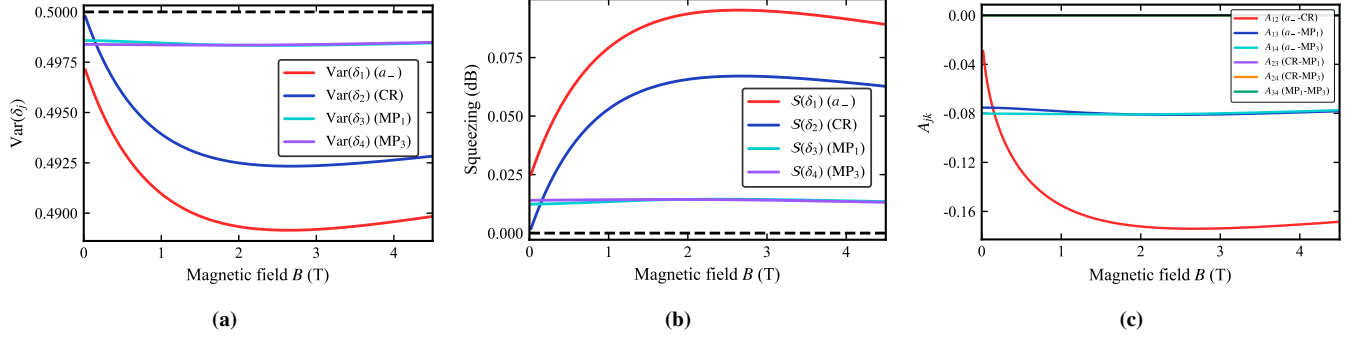 0.5000
0.4975
0.4950
0.4925
0.4900
Var(δj)
Var(δ1) (a−)
Var(δ2) (CR)
Var(δ3) (MP1)
Var(δ4) (MP3)
0 1 2 3 4
Magnetic field B (T)
(a)
0.075
0.050
0.025
0.000
Squeezing (dB)
S(δ1) (a−)
S(δ2) (CR)
S(δ3) (MP1)
S(δ4) (MP3)
0 1 2 3 4
Magnetic field B (T)
(b)
0.00
-0.04
-0.08
-0.12
-0.16
Ajk
A12 (a−-CR)
A13 (a−-MP1)
A14 (a−-MP3)
A23 (CR-MP1)
A24 (CR-MP3)
A34 (MP1-MP3)
0 1 2 3 4
Magnetic field B (T)
(c)